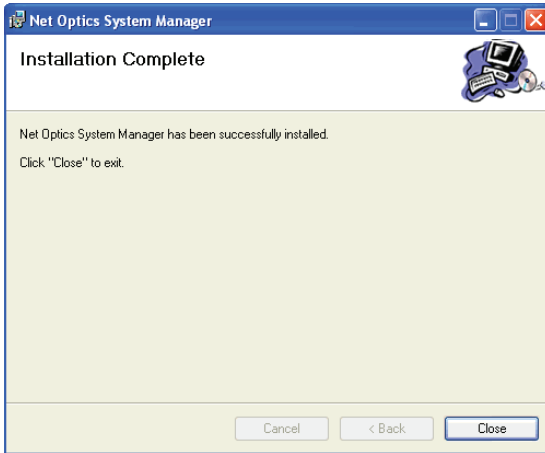 Net Optics System Manager
Installation Complete
Net Optics System Manager has been successfully installed.
Click "Close" to exit.
Cancel
< Back
Close